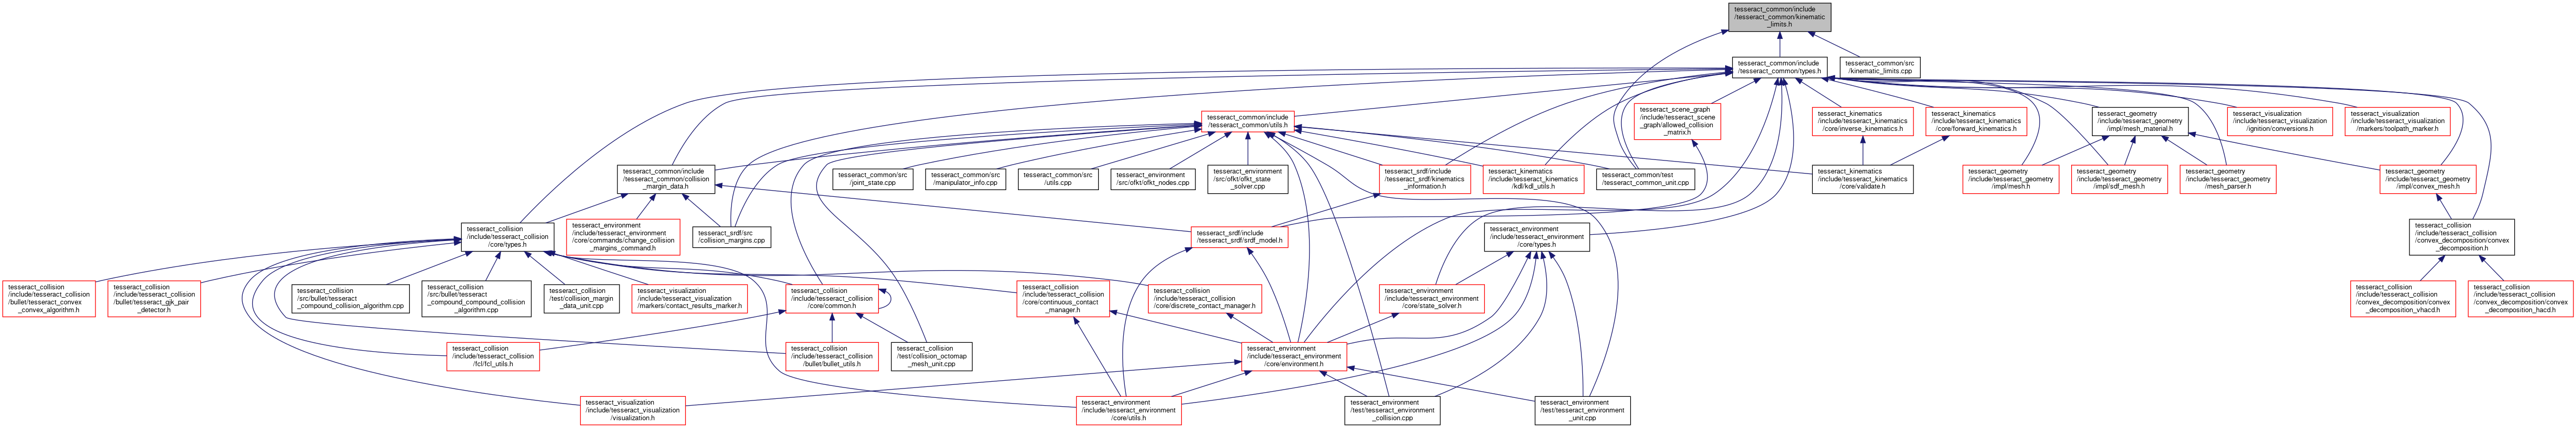 tesseract_common/include
/tesseract_common/kinematic
_limits.h
tesseract_common/include
/tesseract_common/types.h
tesseract_common/src
/kinematic_limits.cpp
tesseract_common/include
/tesseract_common/utils.h
tesseract_scene_graph
/include/tesseract_scene
_graph/allowed_collision
_matrix.h
tesseract_kinematics
/include/tesseract_kinematics
/core/inverse_kinematics.h
tesseract_kinematics
/include/tesseract_kinematics
/core/forward_kinematics.h
tesseract_geometry
/include/tesseract_geometry
/impl/mesh_material.h
tesseract_visualization
/include/tesseract_visualization
/ignition/conversions.h
tesseract_visualization
/include/tesseract_visualization
/markers/toolpath_marker.h
tesseract_common/include
/tesseract_common/collision
_margin_data.h
tesseract_common/src
/joint_state.cpp
tesseract_common/src
/manipulator_info.cpp
tesseract_common/src
/utils.cpp
tesseract_environment
/src/ofkt/ofkt_nodes.cpp
tesseract_environment
/src/ofkt/ofkt_state
_solver.cpp
tesseract_srdf/include
/tesseract_srdf/kinematics
_information.h
tesseract_kinematics
/include/tesseract_kinematics
/kdl/kdl_utils.h
tesseract_common/test
/tesseract_common_unit.cpp
tesseract_kinematics
/include/tesseract_kinematics
/core/validate.h
tesseract_geometry
/include/tesseract_geometry
/impl/mesh.h
tesseract_geometry
/include/tesseract_geometry
/impl/sdf_mesh.h
tesseract_geometry
/include/tesseract_geometry
/mesh_parser.h
tesseract_geometry
/include/tesseract_geometry
/impl/convex_mesh.h
tesseract_collision
/include/tesseract_collision
/core/types.h
tesseract_environment
/include/tesseract_environment
/core/commands/change_collision
_margins_command.h
tesseract_srdf/src
/collision_margins.cpp
tesseract_srdf/include
/tesseract_srdf/srdf_model.h
tesseract_environment
/include/tesseract_environment
/core/types.h
tesseract_collision
/include/tesseract_collision
/convex_decomposition/convex
_decomposition.h
tesseract_collision
/include/tesseract_collision
/bullet/tesseract_convex
_convex_algorithm.h
tesseract_collision
/include/tesseract_collision
/bullet/tesseract_gjk_pair
_detector.h
tesseract_collision
/src/bullet/tesseract
_compound_collision_algorithm.cpp
tesseract_collision
/src/bullet/tesseract
_compound_compound_collision
_algorithm.cpp
tesseract_collision
/test/collision_margin
_data_unit.cpp
tesseract_visualization
/include/tesseract_visualization
/markers/contact_results_marker.h
tesseract_collision
/include/tesseract_collision
/core/common.h
tesseract_collision
/include/tesseract_collision
/core/continuous_contact
_manager.h
tesseract_collision
/include/tesseract_collision
/core/discrete_contact_manager.h
tesseract_environment
/include/tesseract_environment
/core/state_solver.h
tesseract_collision
/include/tesseract_collision
/convex_decomposition/convex
_decomposition_vhacd.h
tesseract_collision
/include/tesseract_collision
/convex_decomposition/convex
_decomposition_hacd.h
tesseract_collision
/include/tesseract_collision
/fcl/fcl_utils.h
tesseract_collision
/include/tesseract_collision
/bullet/bullet_utils.h
tesseract_collision
/test/collision_octomap
_mesh_unit.cpp
tesseract_environment
/include/tesseract_environment
/core/environment.h
tesseract_visualization
/include/tesseract_visualization
/visualization.h
tesseract_environment
/include/tesseract_environment
/core/utils.h
tesseract_environment
/test/tesseract_environment
_collision.cpp
tesseract_environment
/test/tesseract_environment
_unit.cpp